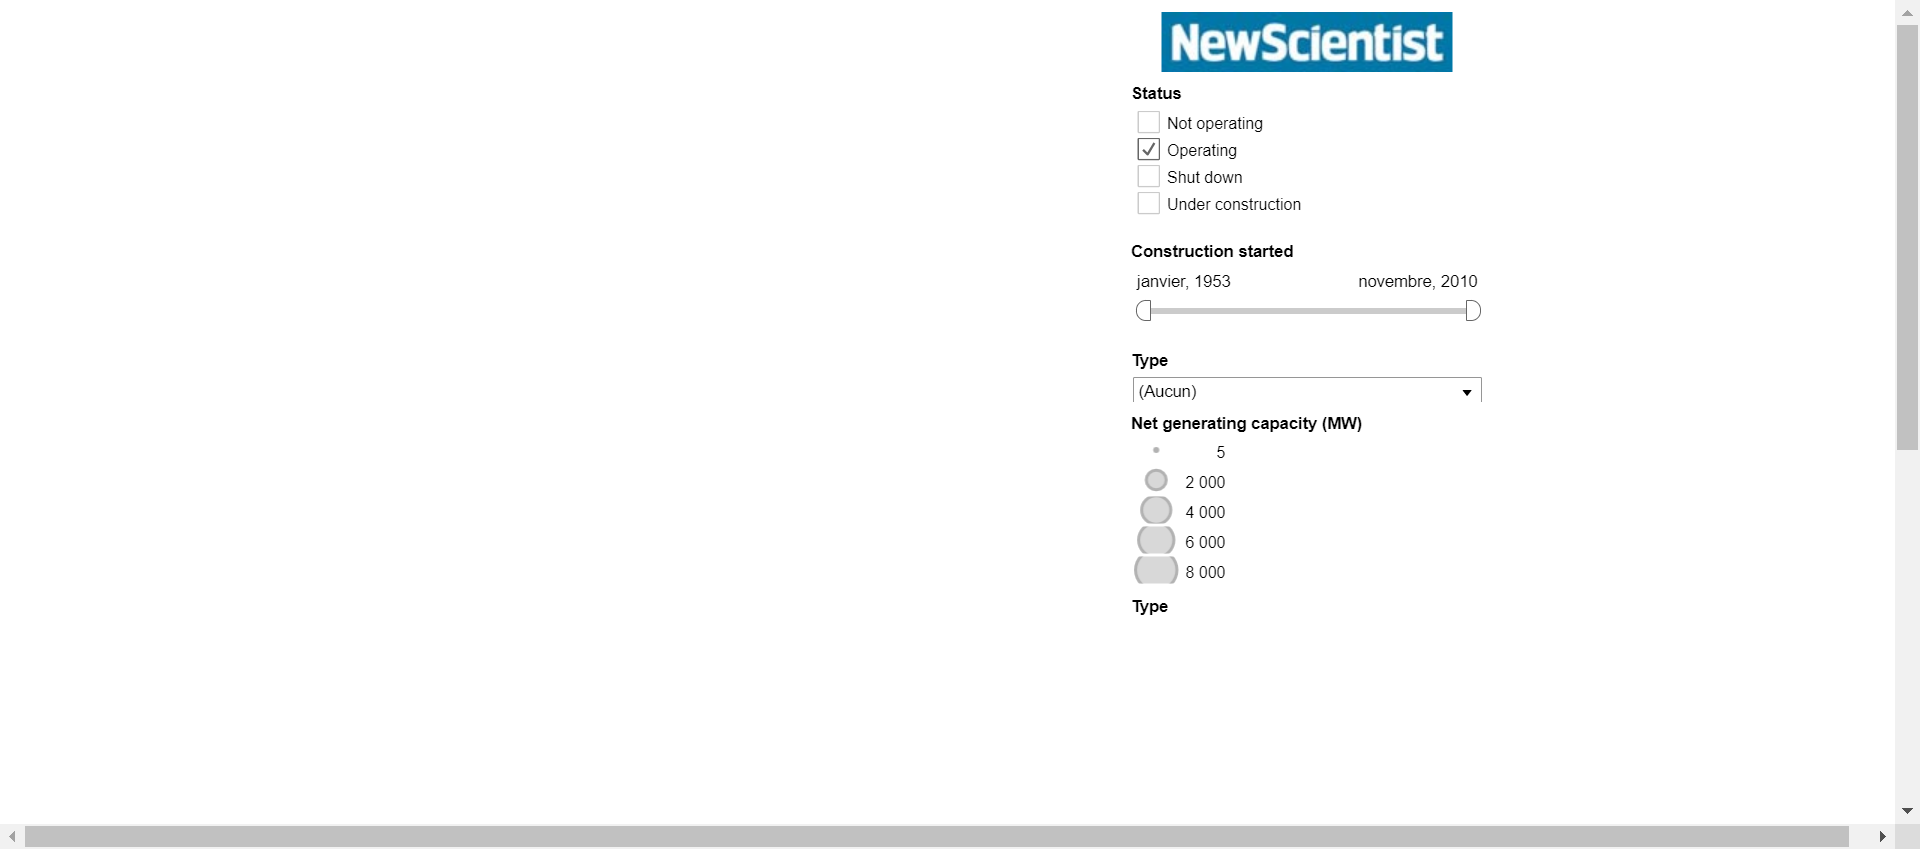 NewScientist
Status
Not operating
Operating
Shut down
Under construction
Construction started
janvier, 1953 novembre, 2010
Type
(Aucun)
Net generating capacity (MW)
5
2 000
4 000
6 000
8 000
Type